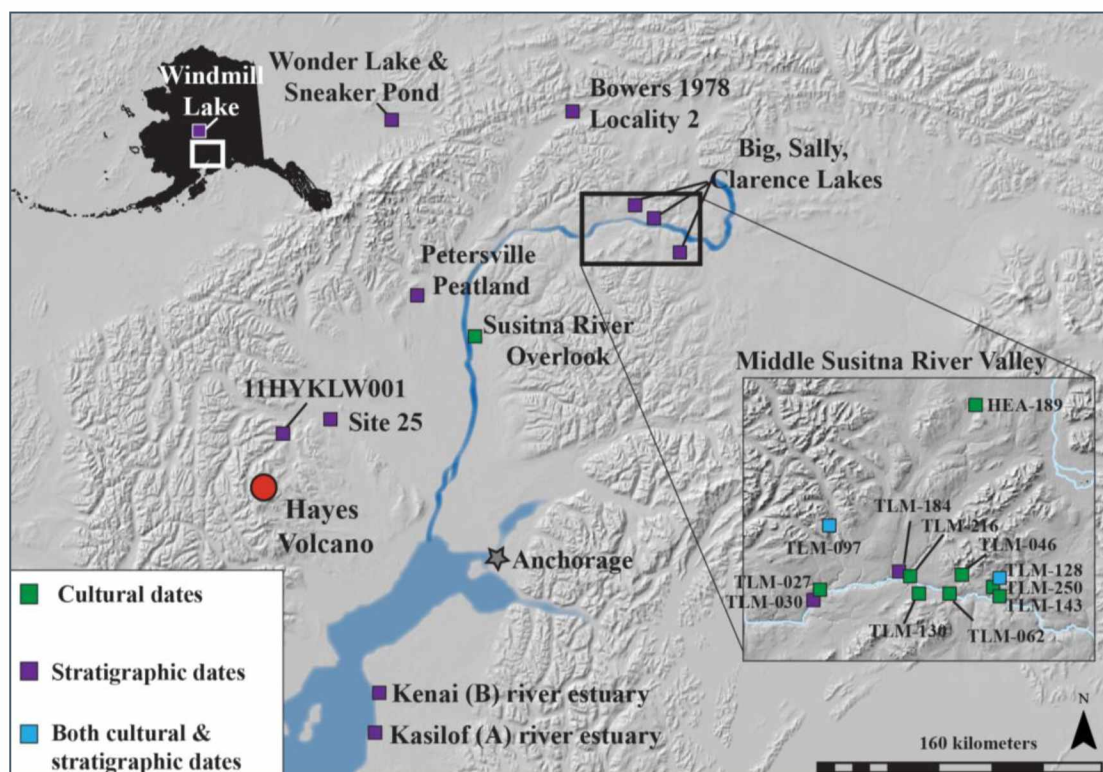 Windmill
Lake
Wonder Lake &
Sneaker Pond
Bowers 1978
Locality 2
Big, Sally,
Clarence Lakes
Petersville
Peatland
Susitna River
Overlook
11HYKLW001
Site 25
Hayes
Volcano
Anchorage
Kenai (B) river estuary
Kasilof (A) river estuary
Middle Susitna River Valley
HEA-189
TLM-184
TLM-216
TLM-097
TLM-046
TLM-128
TLM-027
TLM-250
TLM-030
TLM-143
TLM-130
TLM-062
Cultural dates
Stratigraphic dates
Both cultural &
stratigraphic dates
N
160 kilometers